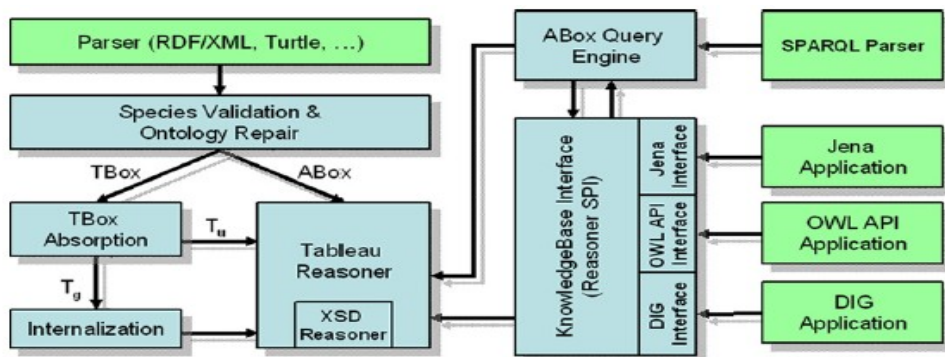 Parser (RDF/XML, Turtle, ...)
ABox Query
Engine
SPARQL Parser
Species Validation &
Ontology Repair
TBox
ABox
TBox
Absorption
Tu
Tableau
Reasoner
XSD
Reasoner
Tg
Internalization
KnowledgeBase Interface
(Reasoner SPI)
Jena
Interface
OWL API
Interface
DIG
Interface
Jena
Application
OWL API
Application
DIG
Application